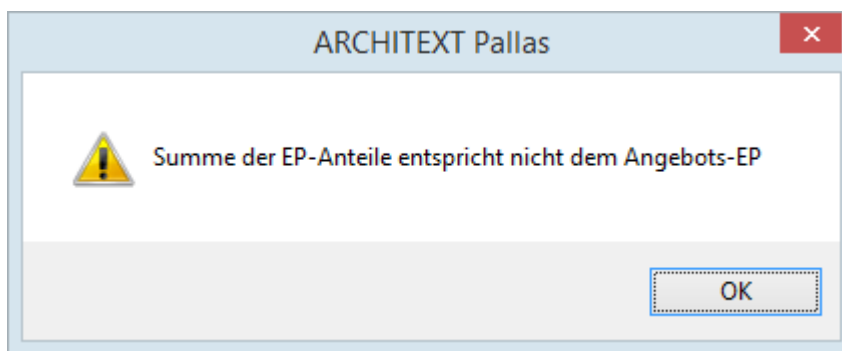 ARCHITEXT Pallas
Summe der EP-Anteile entspricht nicht dem Angebots-EP
OK